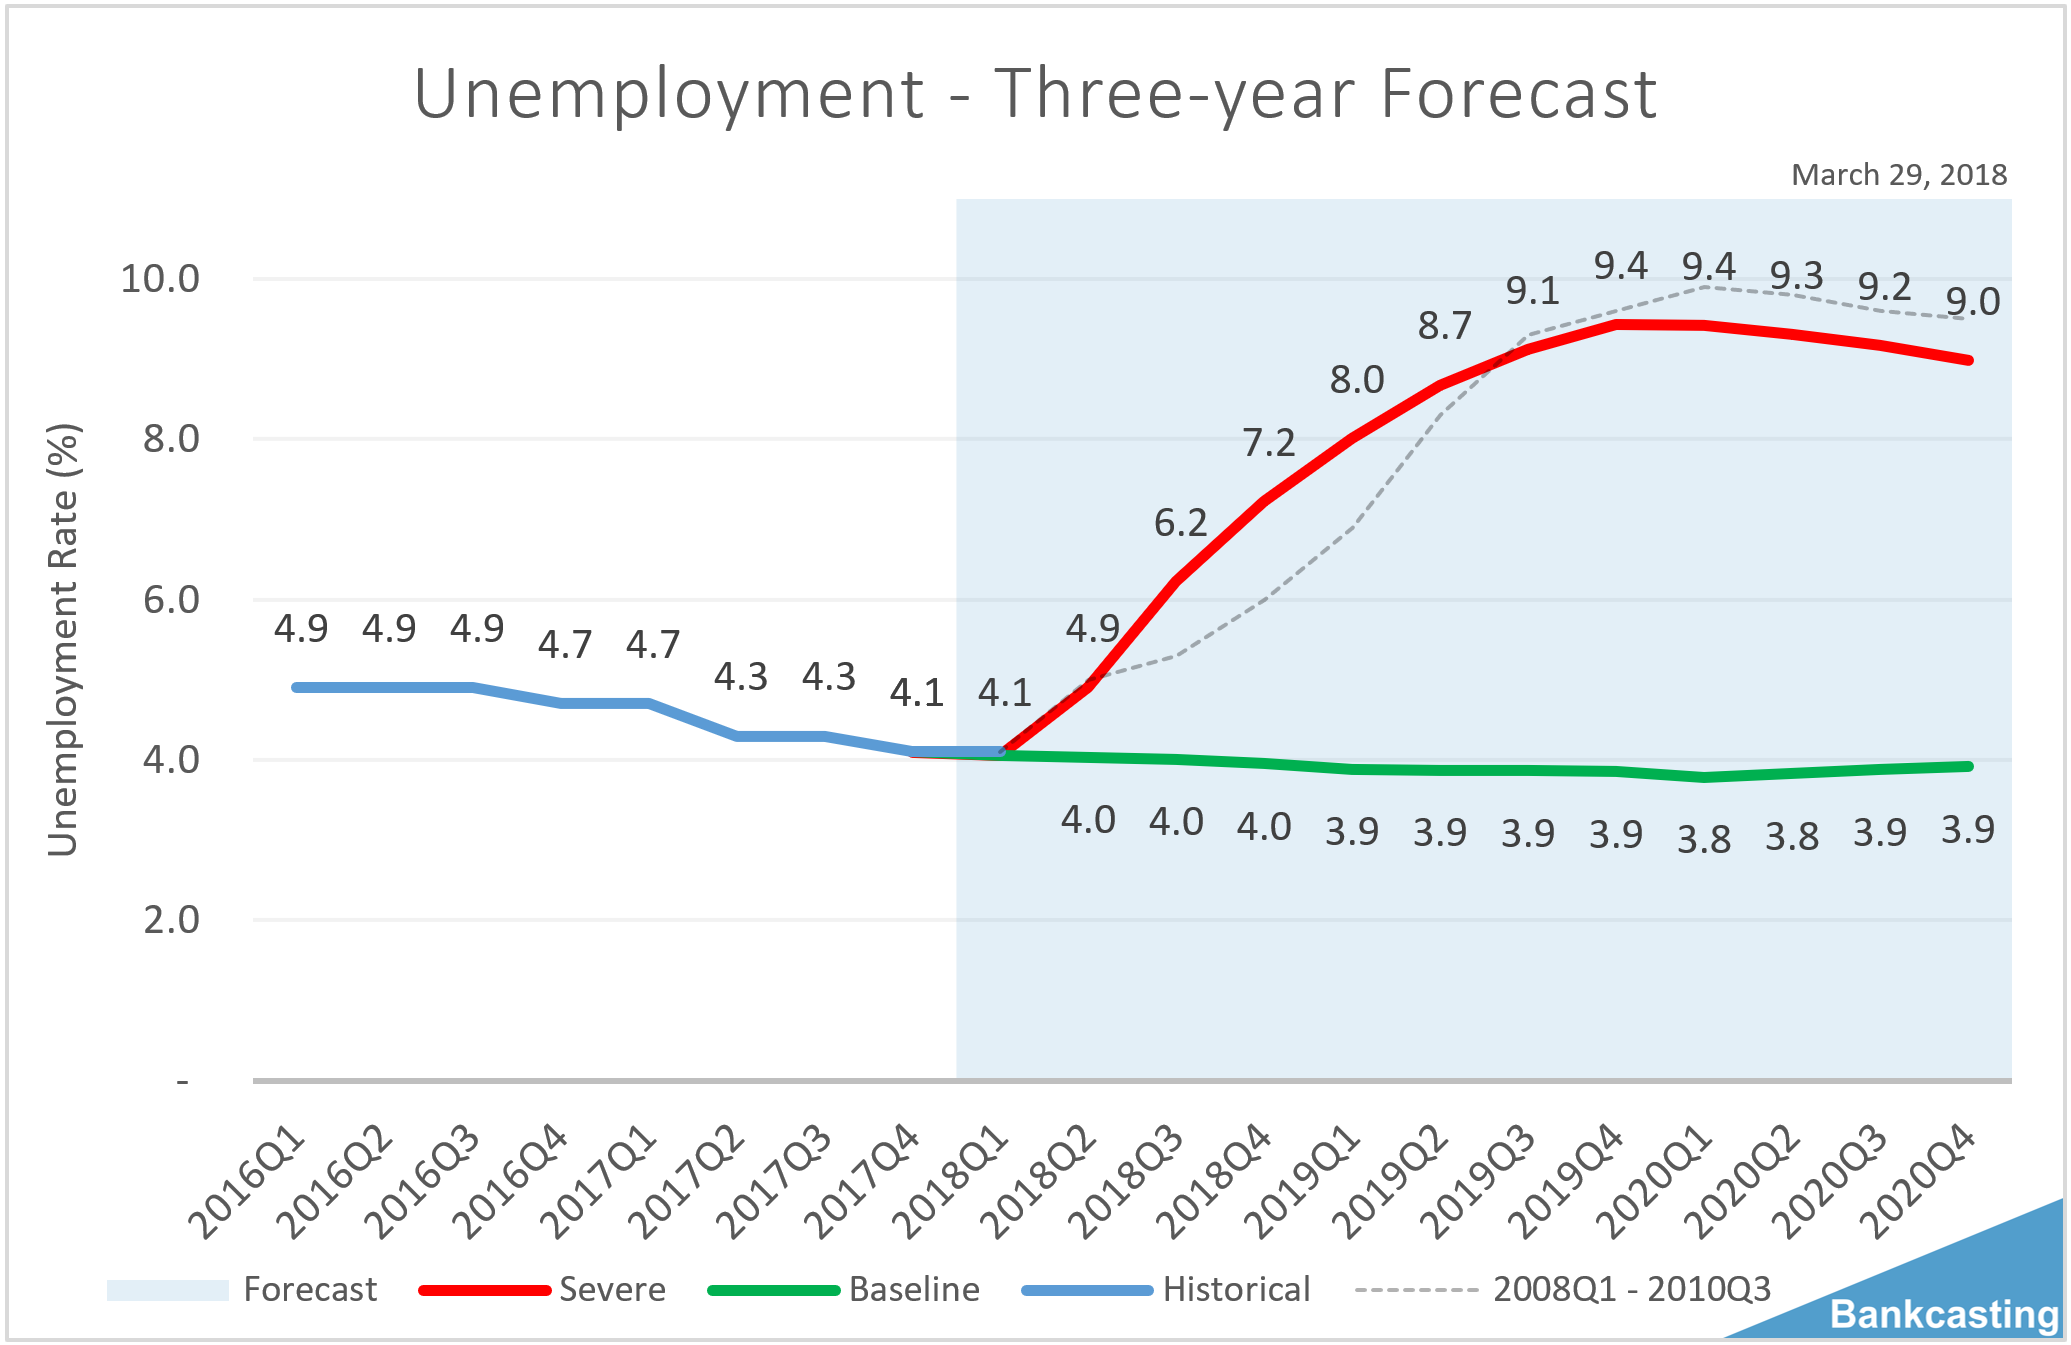 Unemployment - Three-year Forecast
March 29, 2018
Unemployment Rate (%)
10.0
8.0
6.0
4.0
2.0
-
4.9 4.9 4.9 4.7 4.7 4.3 4.3 4.1 4.1
4.9 6.2 7.2 8.0 8.7 9.1 9.4 9.4 9.3 9.2 9.0
4.0 4.0 4.0 3.9 3.9 3.9 3.9 3.8 3.8 3.9 3.9
2016Q1 2016Q2 2016Q3 2016Q4 2017Q1 2017Q2 2017Q3 2017Q4 2018Q1 2018Q2 2018Q3 2018Q4 2019Q1 2019Q2 2019Q3 2019Q4 2020Q1 2020Q2 2020Q3 2020Q4
Forecast Severe Baseline Historical 2008Q1 - 2010Q3
Bankcasting